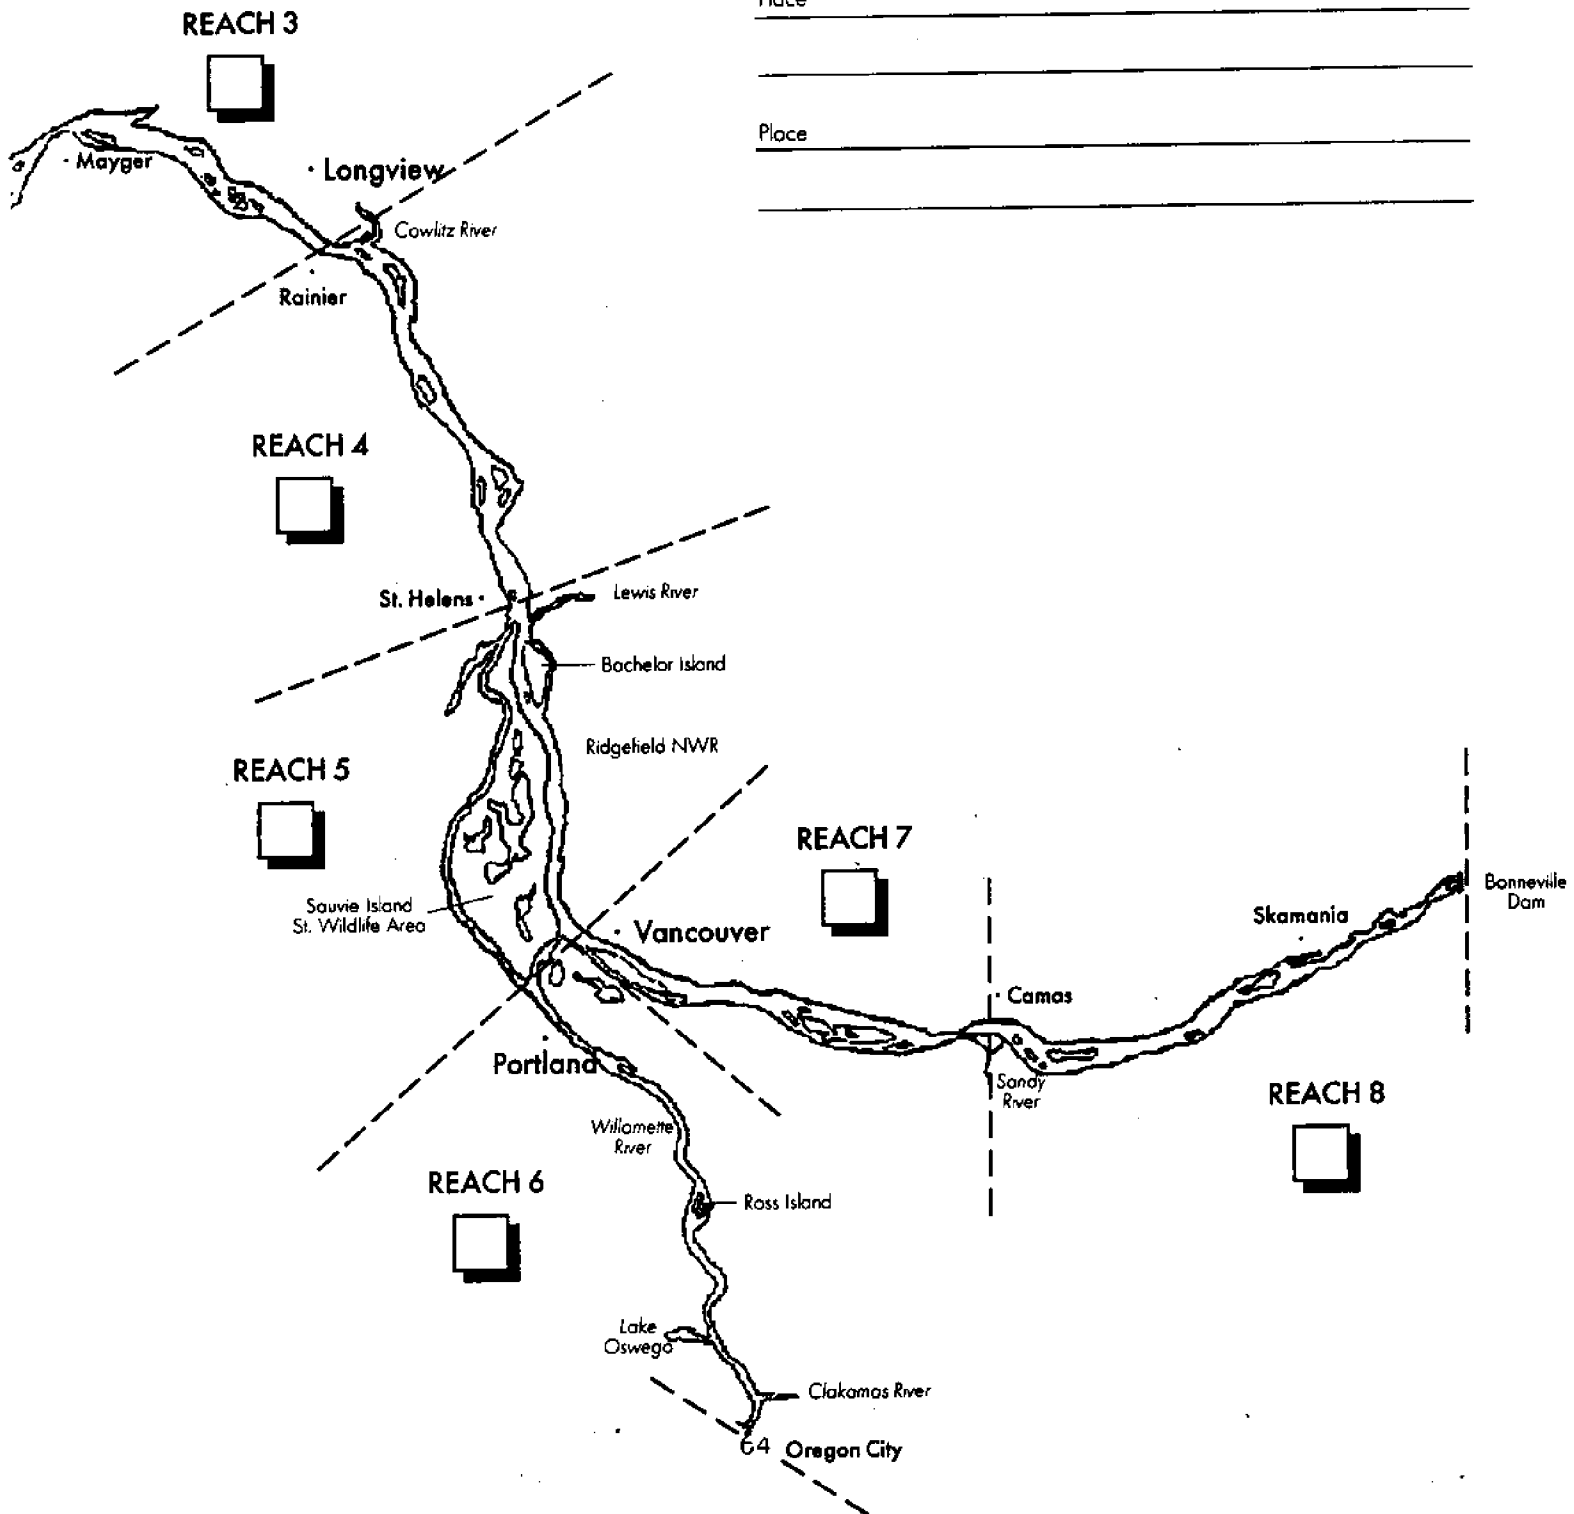 Place
REACH 3
Place
Mayger
Longview
Cowlitz River
Rainier
REACH 4
St. Helens
Lewis River
Bachelor Island
Ridgefield NWR
REACH 5
REACH 7
Bonneville
Dam
Sauvie Island
St. Wildlife Area
Skamania
Vancouver
Camas
Portland
Sandy
River
REACH 8
Willamette
River
REACH 6
Ross Island
Lake
Oswego
Clakamas River
64 Oregon City